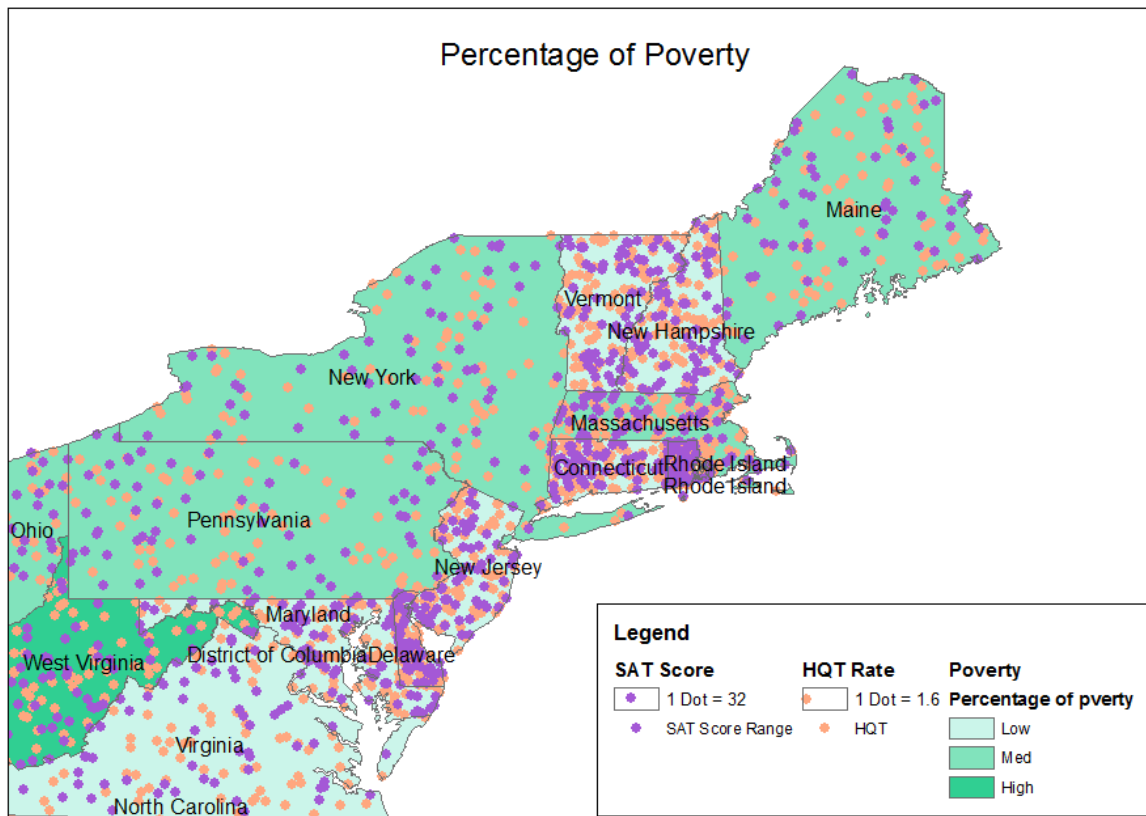 Percentage of Poverty
Maine
Vermont
New Hampshire
New York
Massachusetts
Connecticut
Rhode Island
Rhode Island
Pennsylvania
Ohio
New Jersey
Maryland
West Virginia
District of Columbia
Delaware
Virginia
North Carolina
Legend
SAT Score
1 Dot = 32
SAT Score Range
HQT Rate
1 Dot = 1.6
HQT
Poverty
Percentage of pverty
Low
Med
High